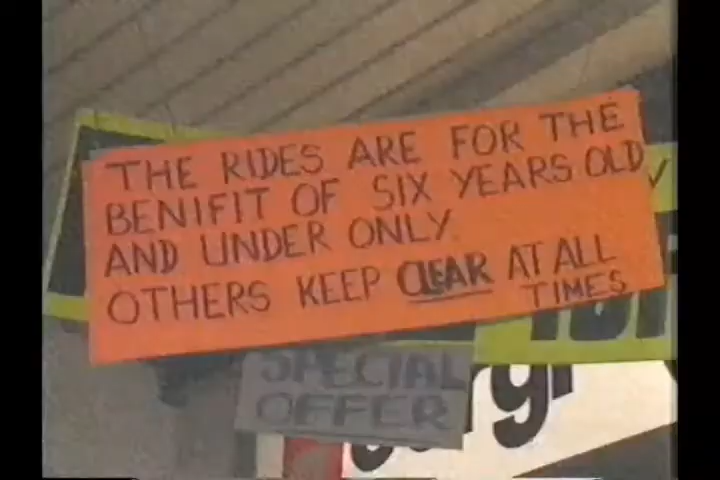 THE RIDES ARE FOR THE
BENIFIT OF SIX YEARS OLD
AND UNDER ONLY.
OTHERS KEEP CLEAR AT ALL
TIMES
SPECIAL
OFFER